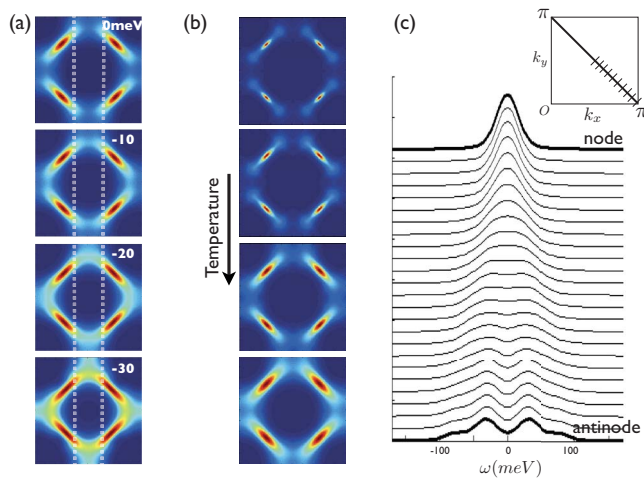 (a)
0meV
-10
-20
-30
(b)
Temperature
(c)
π
k_y
O
k_x
π
node
antinode
-100
0
100
ω(meV)